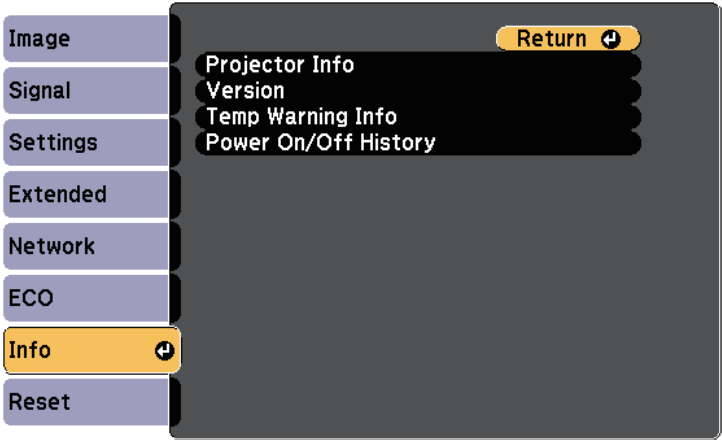 Image
Signal
Settings
Extended
Network
ECO
Info
Reset
Return
Projector Info
Version
Temp Warning Info
Power On/Off History